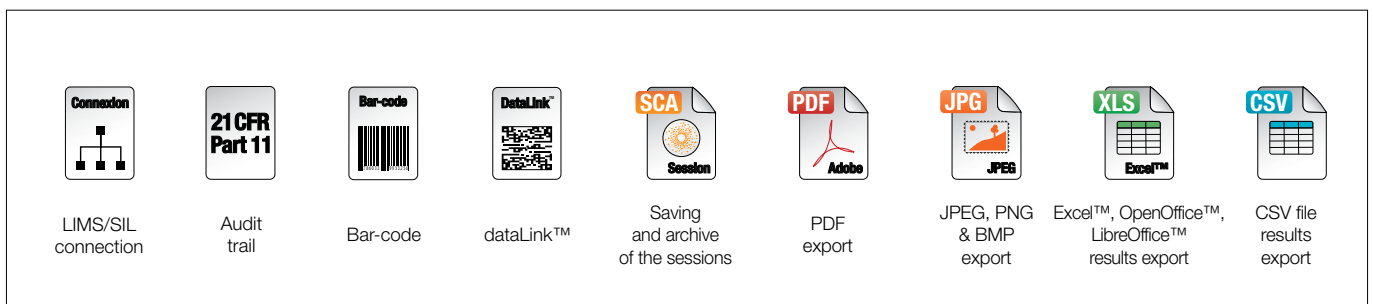 Connexion
21 CFR
Part 11
Bar-code
DataLink™
SCA
Session
PDF
Adobe
JPG
JPEG
XLS
Excel™
CSV
LIMS/SIL
connection
Audit
trail
Bar-code
dataLink™
Saving
and archive
of the sessions
PDF
export
JPEG, PNG
& BMP
export
Excel™, OpenOffice™,
LibreOffice™
results export
CSV file
results
export